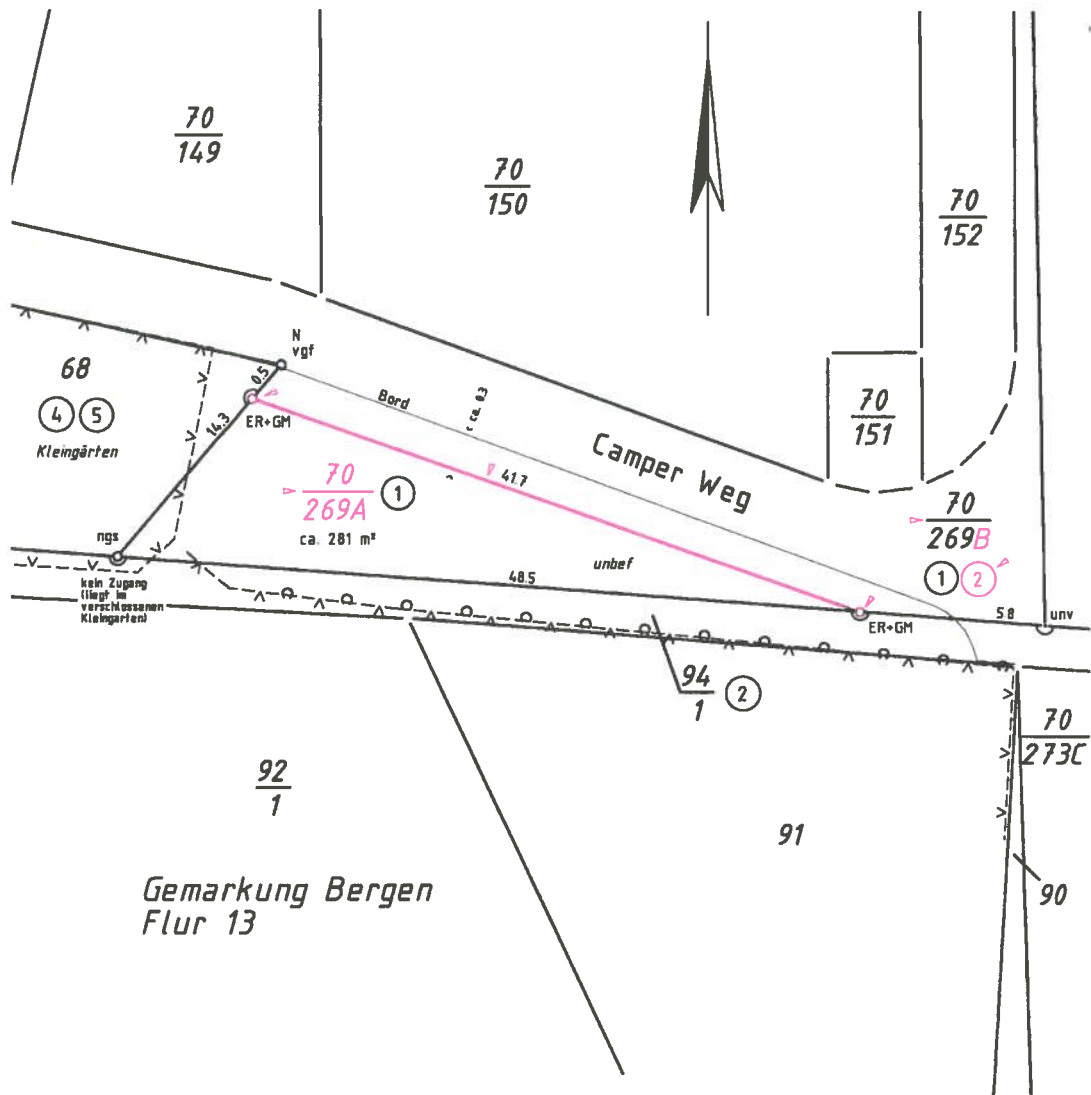 70
149
70
150
70
152
N
vgf
68
0.5
4 5
Kleingärten
14.3
ER+GM
Bord
ca. 0.3
Camper Weg
70
151
70
269A
1
ca. 281 m²
41.7
70
269B
1 2
ngs
unbef
48.5
kein Zugang
(liegt im
verschlossenen
Kleingarten)
ER+GM
5.8
unv
94
1
2
70
273C
92
1
91
90
Gemarkung Bergen
Flur 13